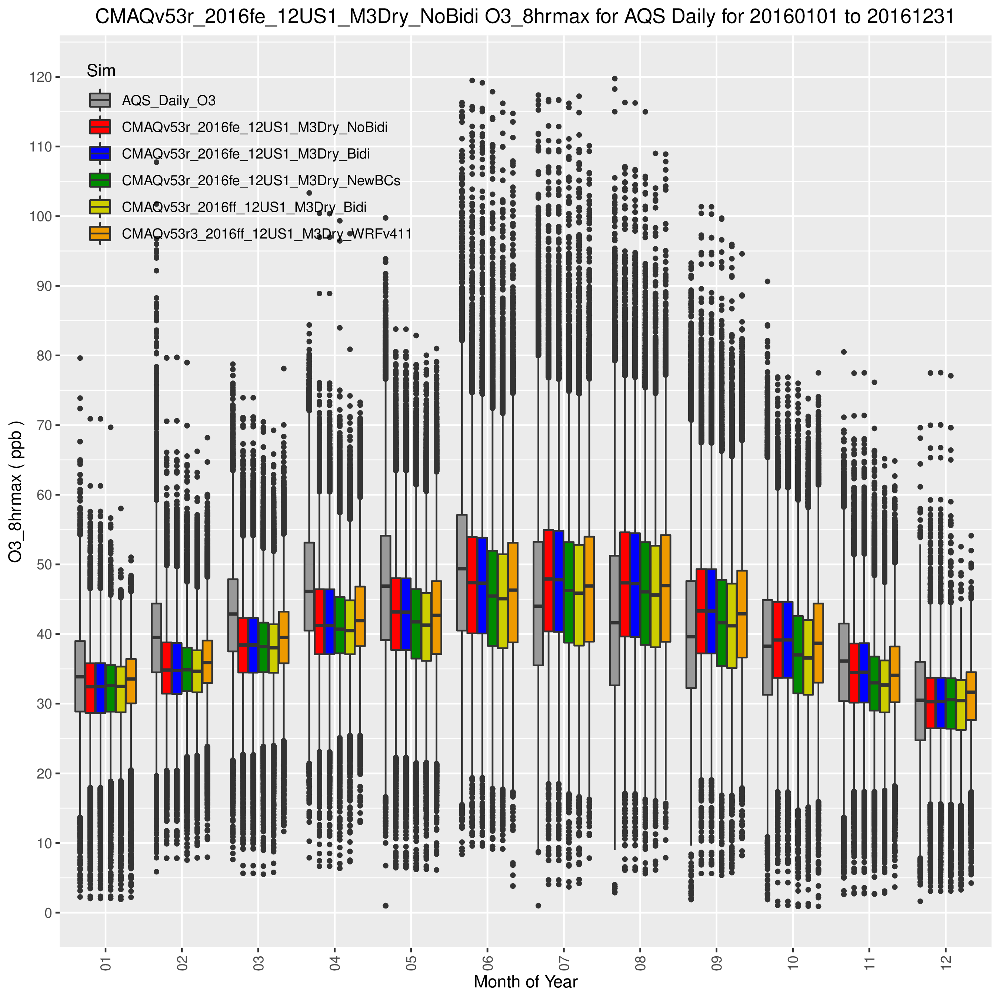 CMAQv53r_2016fe_12US1_M3Dry_NoBidi O3_8hrmax for AQS Daily for 20160101 to 20161231
Sim
AQS_Daily_O3
CMAQv53r_2016fe_12US1_M3Dry_NoBidi
CMAQv53r_2016fe_12US1_M3Dry_Bidi
CMAQv53r_2016fe_12US1_M3Dry_NewBCs
CMAQv53r_2016ff_12US1_M3Dry_Bidi
CMAQv53r3_2016ff_12US1_M3Dry_WRFv411
O3_8hrmax ( ppb )
120
110
100
90
80
70
60
50
40
30
20
10
0
01 02 03 04 05 06 07 08 09 10 11 12
Month of Year